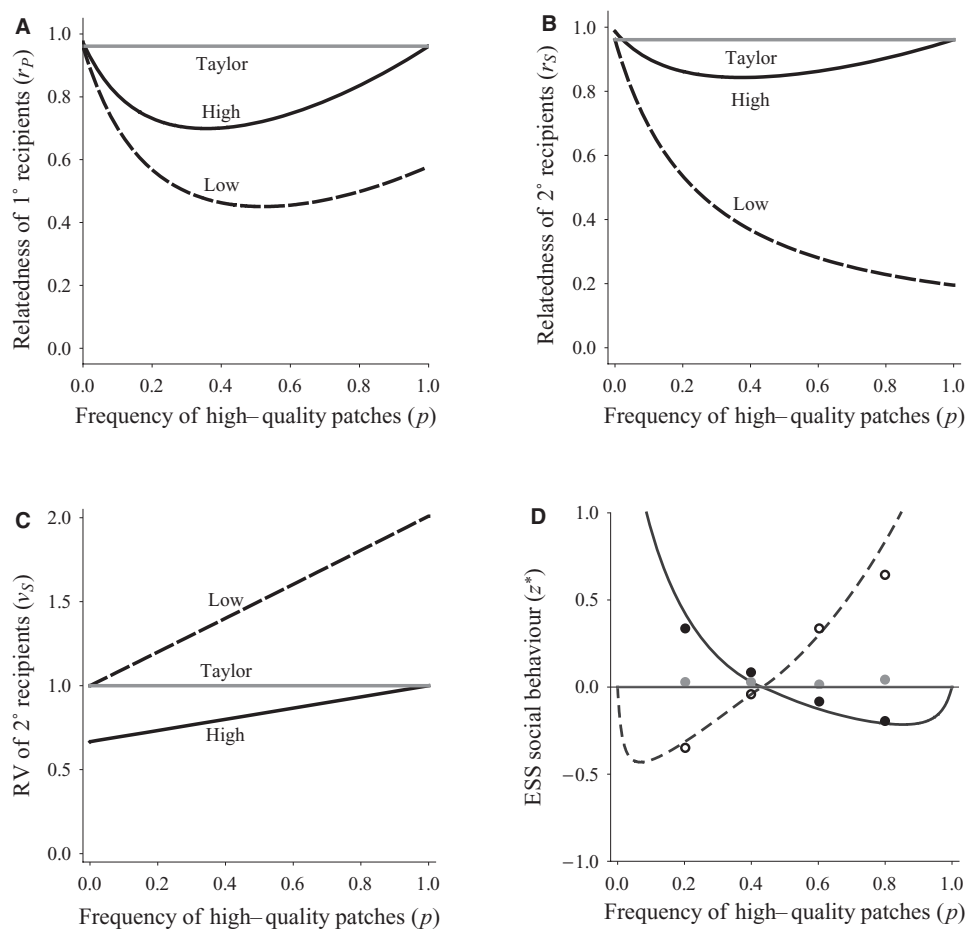 A
Relatedness of 1° recipients (rP)
1.0
0.8
0.6
0.4
0.2
0.0
Taylor
High
Low
0.0 0.2 0.4 0.6 0.8 1.0
Frequency of high–quality patches (p)
B
Relatedness of 2° recipients (rS)
1.0
0.8
0.6
0.4
0.2
0.0
Taylor
High
Low
0.0 0.2 0.4 0.6 0.8 1.0
Frequency of high–quality patches (p)
C
RV of 2° recipients (vS)
2.0
1.5
1.0
0.5
0.0
Low
Taylor
High
0.0 0.2 0.4 0.6 0.8 1.0
Frequency of high–quality patches (p)
D
ESS social behaviour (z*)
1.0
0.5
0.0
−0.5
−1.0
0.0 0.2 0.4 0.6 0.8 1.0
Frequency of high–quality patches (p)